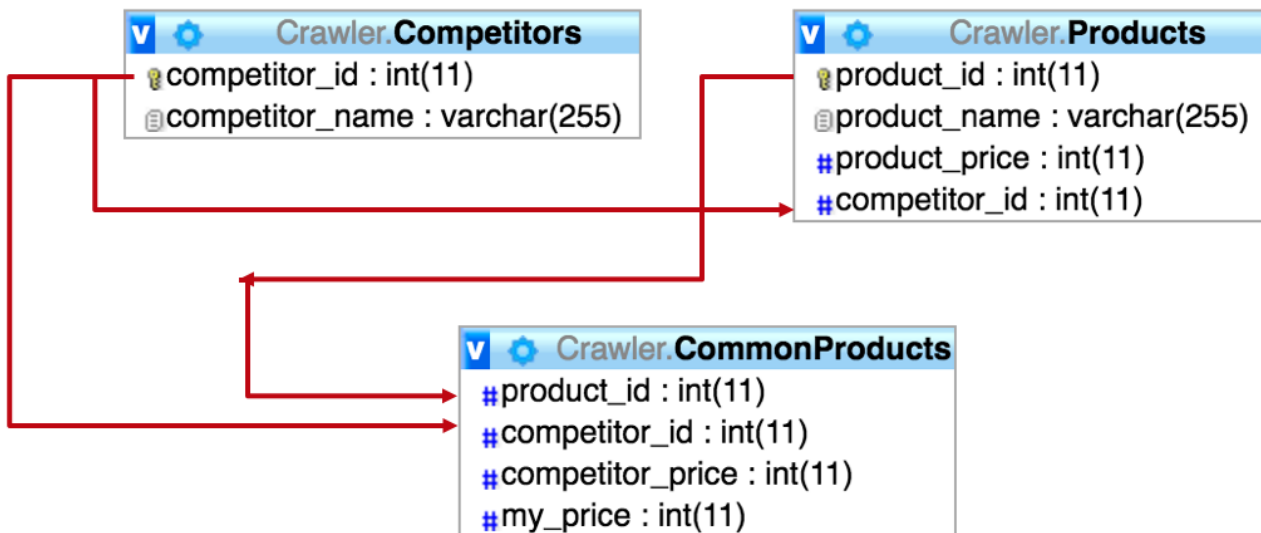 Crawler.Competitors
competitor_id : int(11)
competitor_name : varchar(255)
Crawler.Products
product_id : int(11)
product_name : varchar(255)
product_price : int(11)
competitor_id : int(11)
Crawler.CommonProducts
product_id : int(11)
competitor_id : int(11)
competitor_price : int(11)
my_price : int(11)